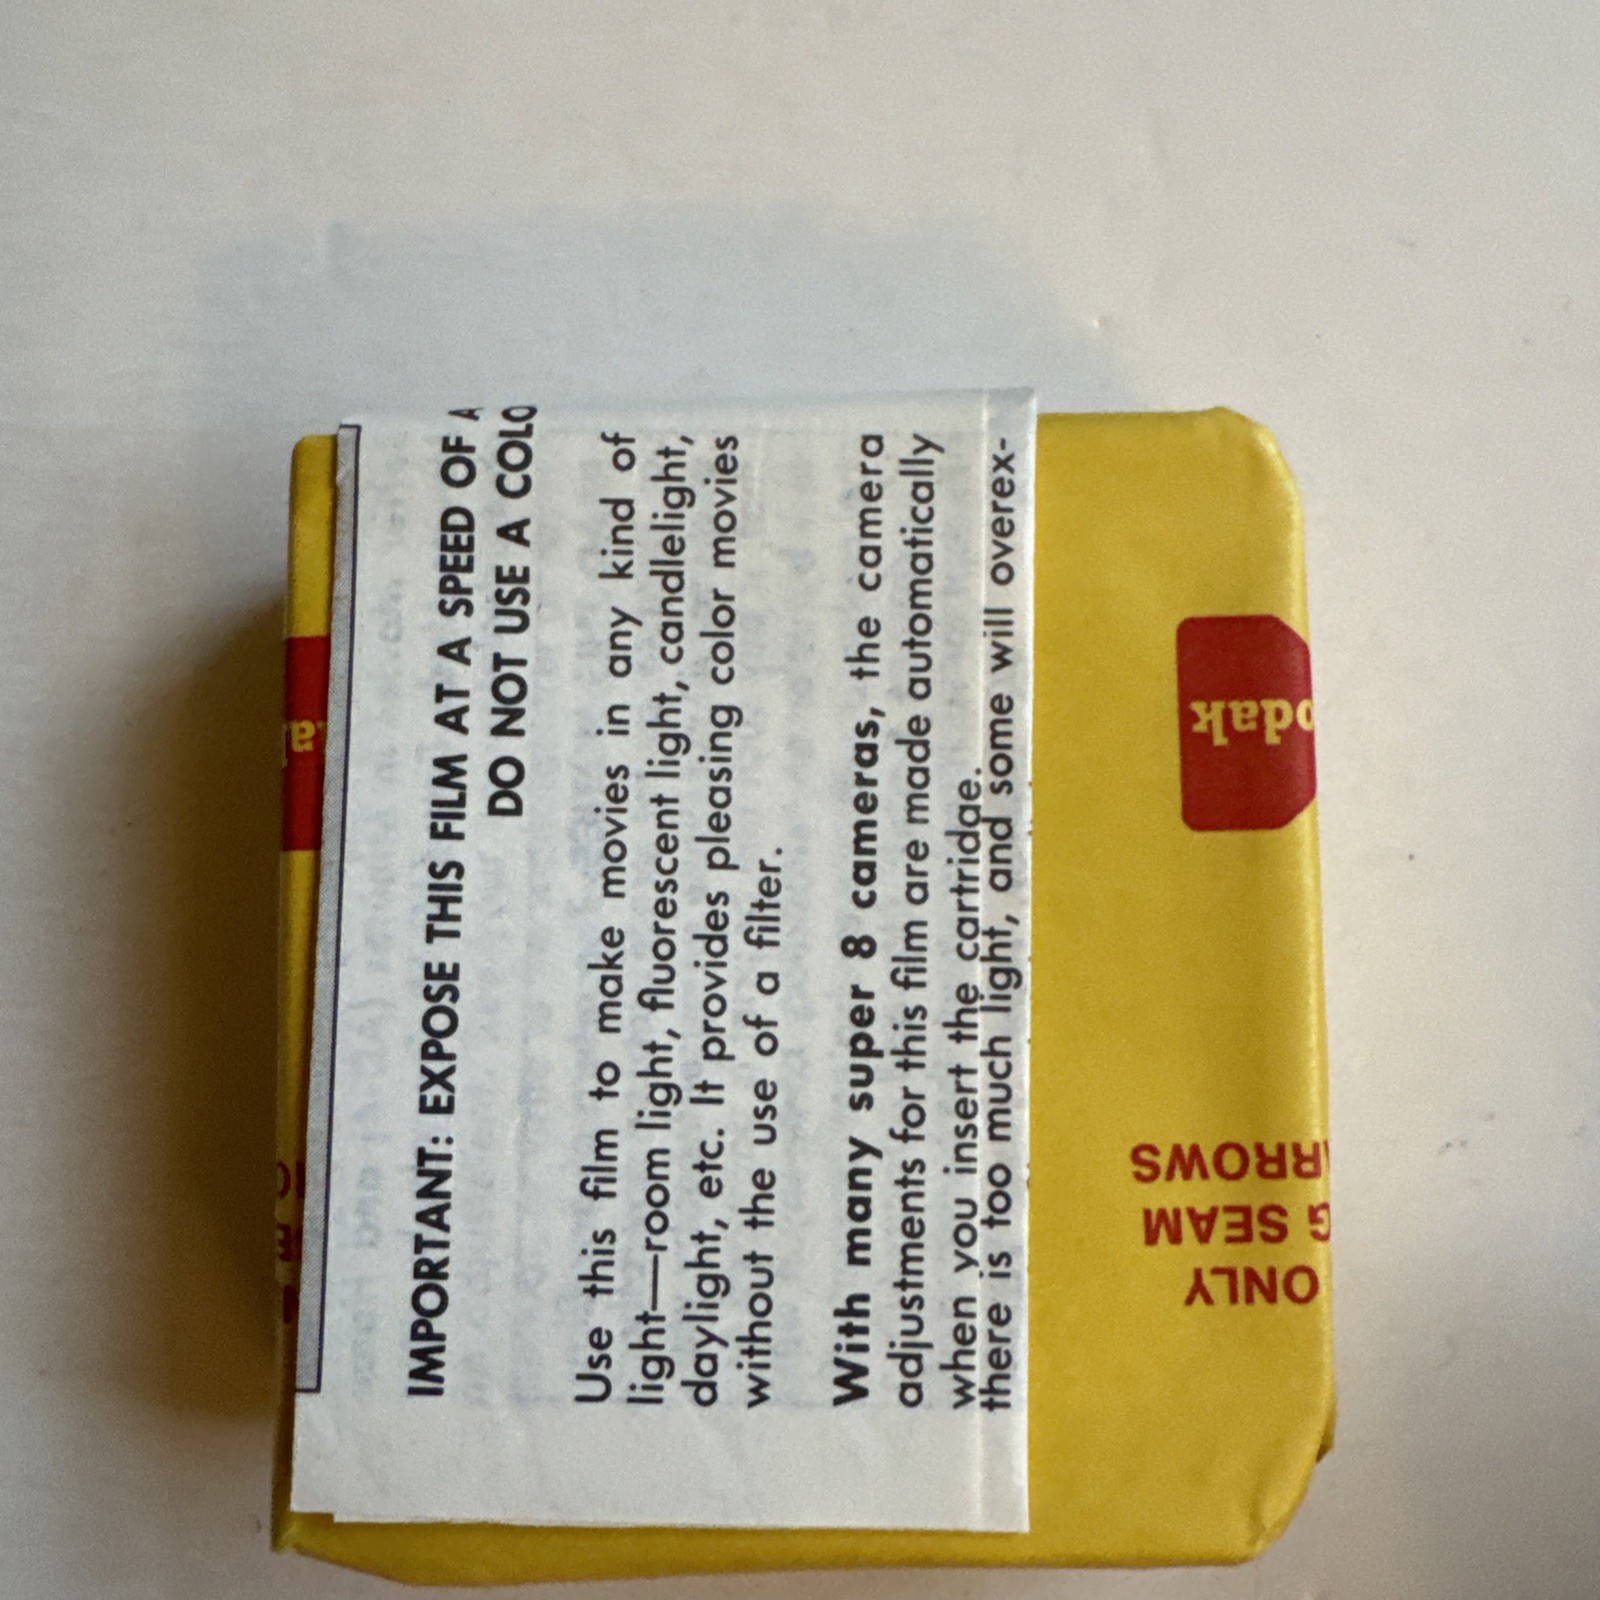 IMPORTANT: EXPOSE THIS FILM AT A SPEED OF
DO NOT USE A COLO
Use this film to make movies in any kind of
light—room light, fluorescent light, candlelight,
daylight, etc. It provides pleasing color movies
without the use of a filter.
With many super 8 cameras, the camera
adjustments for this film are made automatically
when you insert the cartridge.
there is too much light, and some will overex-
odak
ONLY
G SEAM
RROWS